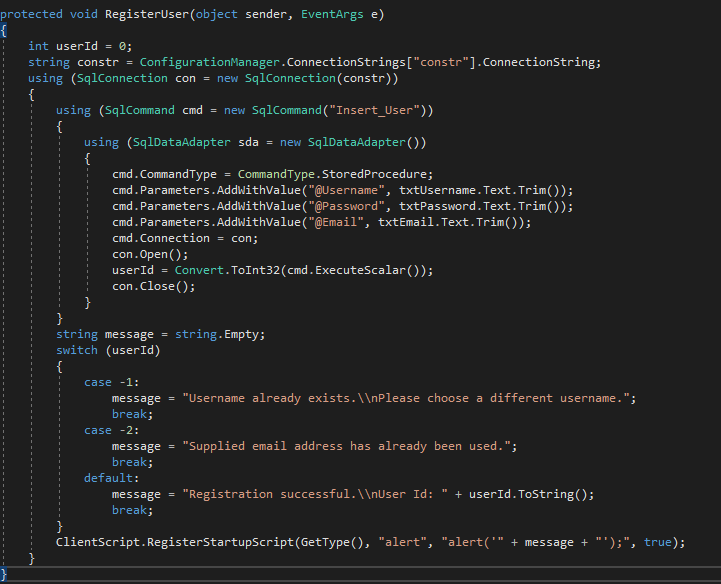 protected void RegisterUser(object sender, EventArgs e)
{
int userId = 0;
string constr = ConfigurationManager.ConnectionStrings["constr"].ConnectionString;
using (SqlConnection con = new SqlConnection(constr))
{
using (SqlCommand cmd = new SqlCommand("Insert_User"))
{
using (SqlDataAdapter sda = new SqlDataAdapter())
{
cmd.CommandType = CommandType.StoredProcedure;
cmd.Parameters.AddWithValue("@Username", txtUsername.Text.Trim());
cmd.Parameters.AddWithValue("@Password", txtPassword.Text.Trim());
cmd.Parameters.AddWithValue("@Email", txtEmail.Text.Trim());
cmd.Connection = con;
con.Open();
userId = Convert.ToInt32(cmd.ExecuteScalar());
con.Close();
}
}
string message = string.Empty;
switch (userId)
{
case -1:
message = "Username already exists.\\nPlease choose a different username.";
break;
case -2:
message = "Supplied email address has already been used.";
break;
default:
message = "Registration successful.\\nUser Id: " + userId.ToString();
break;
}
ClientScript.RegisterStartupScript(GetType(), "alert", "alert('" + message + "');", true);
}
}